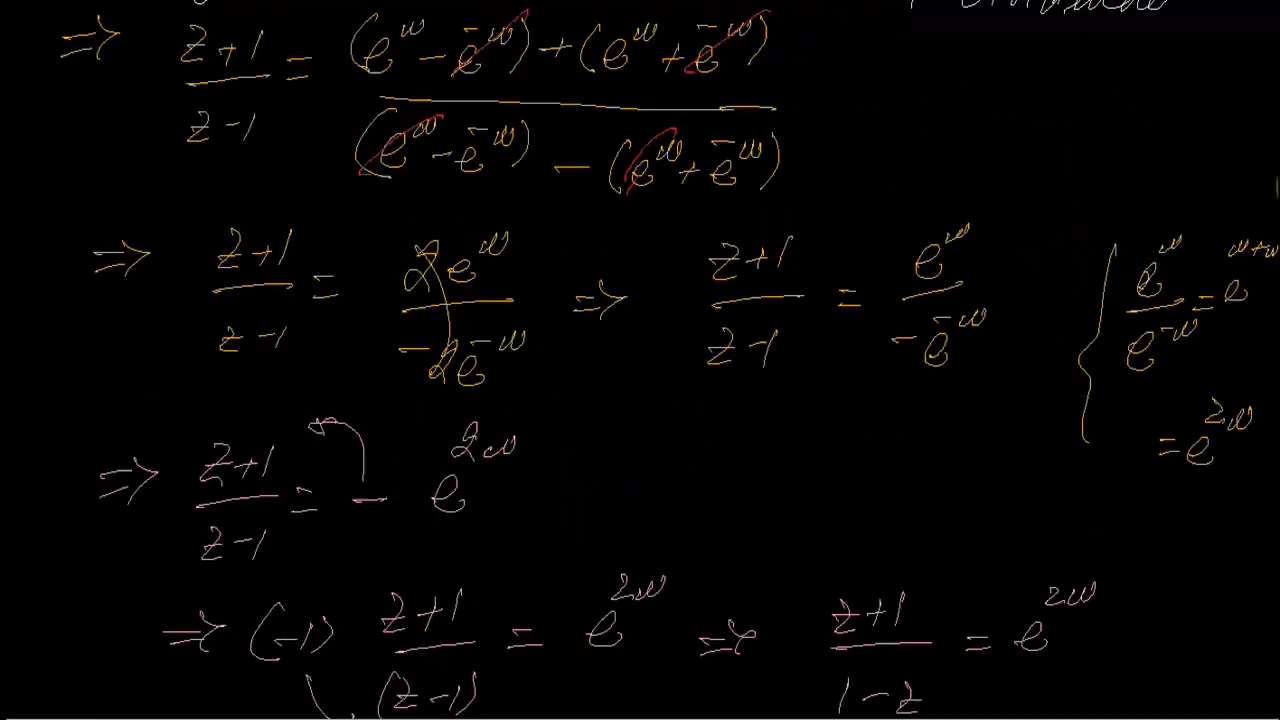 ⇒ (z+1)/(z-1) = ((e^w - e^-w) + (e^w + e^-w))/((e^w - e^-w) - (e^w + e^-w))
⇒ (z+1)/(z-1) = 2e^w/-2e^-w ⇒ (z+1)/(z-1) = e^w/-e^-w { e^w/e^-w = e^w+w
= e^2w
⇒ (z+1)/(z-1) = - e^2w
⇒ (-1) (z+1)/(z-1) = e^2w ⇒ (z+1)/(1-z) = e^2w